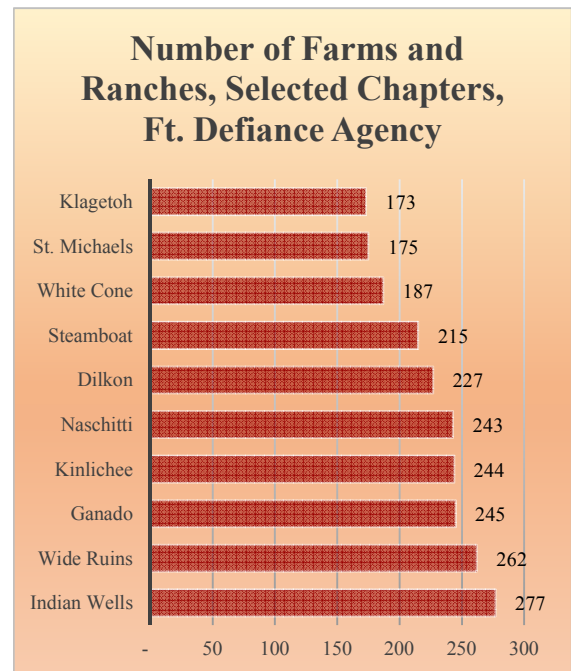 Number of Farms and
Ranches, Selected Chapters,
Ft. Defiance Agency
Klagetoh 173
St. Michaels 175
White Cone 187
Steamboat 215
Dilkon 227
Naschitti 243
Kinlichee 244
Ganado 245
Wide Ruins 262
Indian Wells 277
- 50 100 150 200 250 300